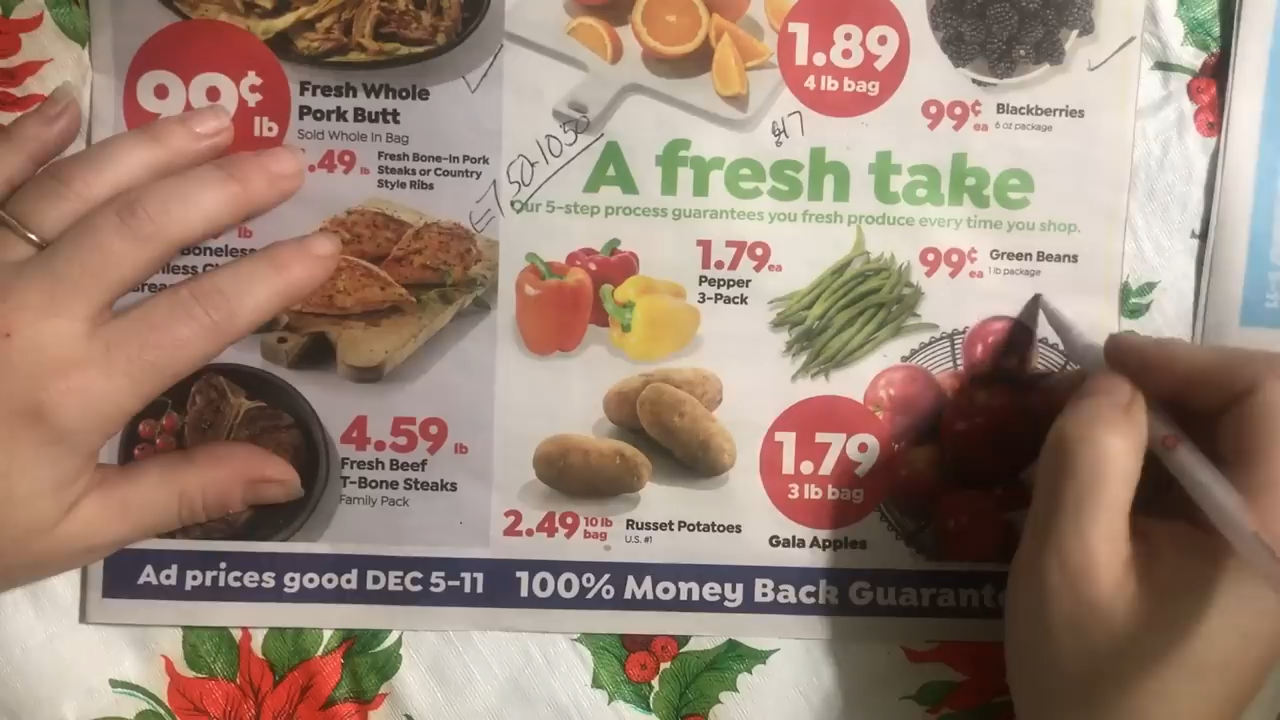 99¢ lb
Fresh Whole
Pork Butt
Sold Whole In Bag
.49 lb
Fresh Bone-In Pork
Steaks or Country
Style Ribs
lb
Boneless
4.59 lb
Fresh Beef
T-Bone Steaks
Family Pack
1.89
4 lb bag
99¢ ea
Blackberries
6 oz package
$17
=7.50-10.50
A fresh take
Our 5-step process guarantees you fresh produce every time you shop.
1.79 ea
Pepper
3-Pack
99¢ ea
Green Beans
1 lb package
2.49 10 lb bag
Russet Potatoes
U.S. #1
1.79
3 lb bag
Gala Apples
Ad prices good DEC 5-11 100% Money Back Guarant